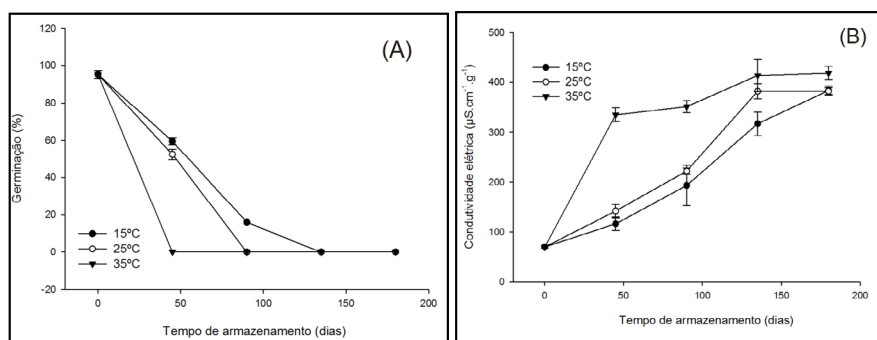 (A)
120
100
80
60
40
20
0
-20
Germinação (%)
15ºC
25ºC
35ºC
0
50
100
150
200
Tempo de armazenamento (dias)
(B)
500
400
300
200
100
0
Condutividade elétrica (µS.cm⁻¹.g⁻¹)
15ºC
25ºC
35ºC
0
50
100
150
200
Tempo de armazenamento (dias)